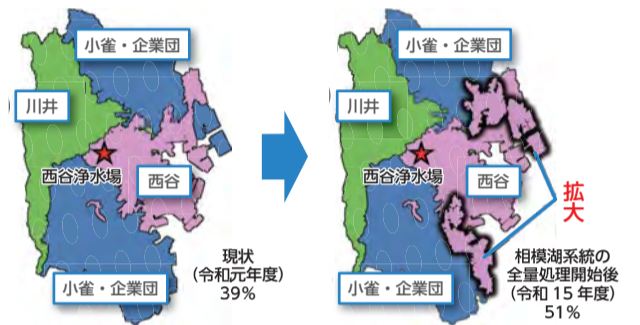 小雀・企業団
川井
西谷浄水場
西谷
現状
（令和元年度）
39％
小雀・企業団
小雀・企業団
川井
西谷浄水場
西谷
拡大
相模湖系統の
全量処理開始後
（令和 15 年度）
51％
小雀・企業団